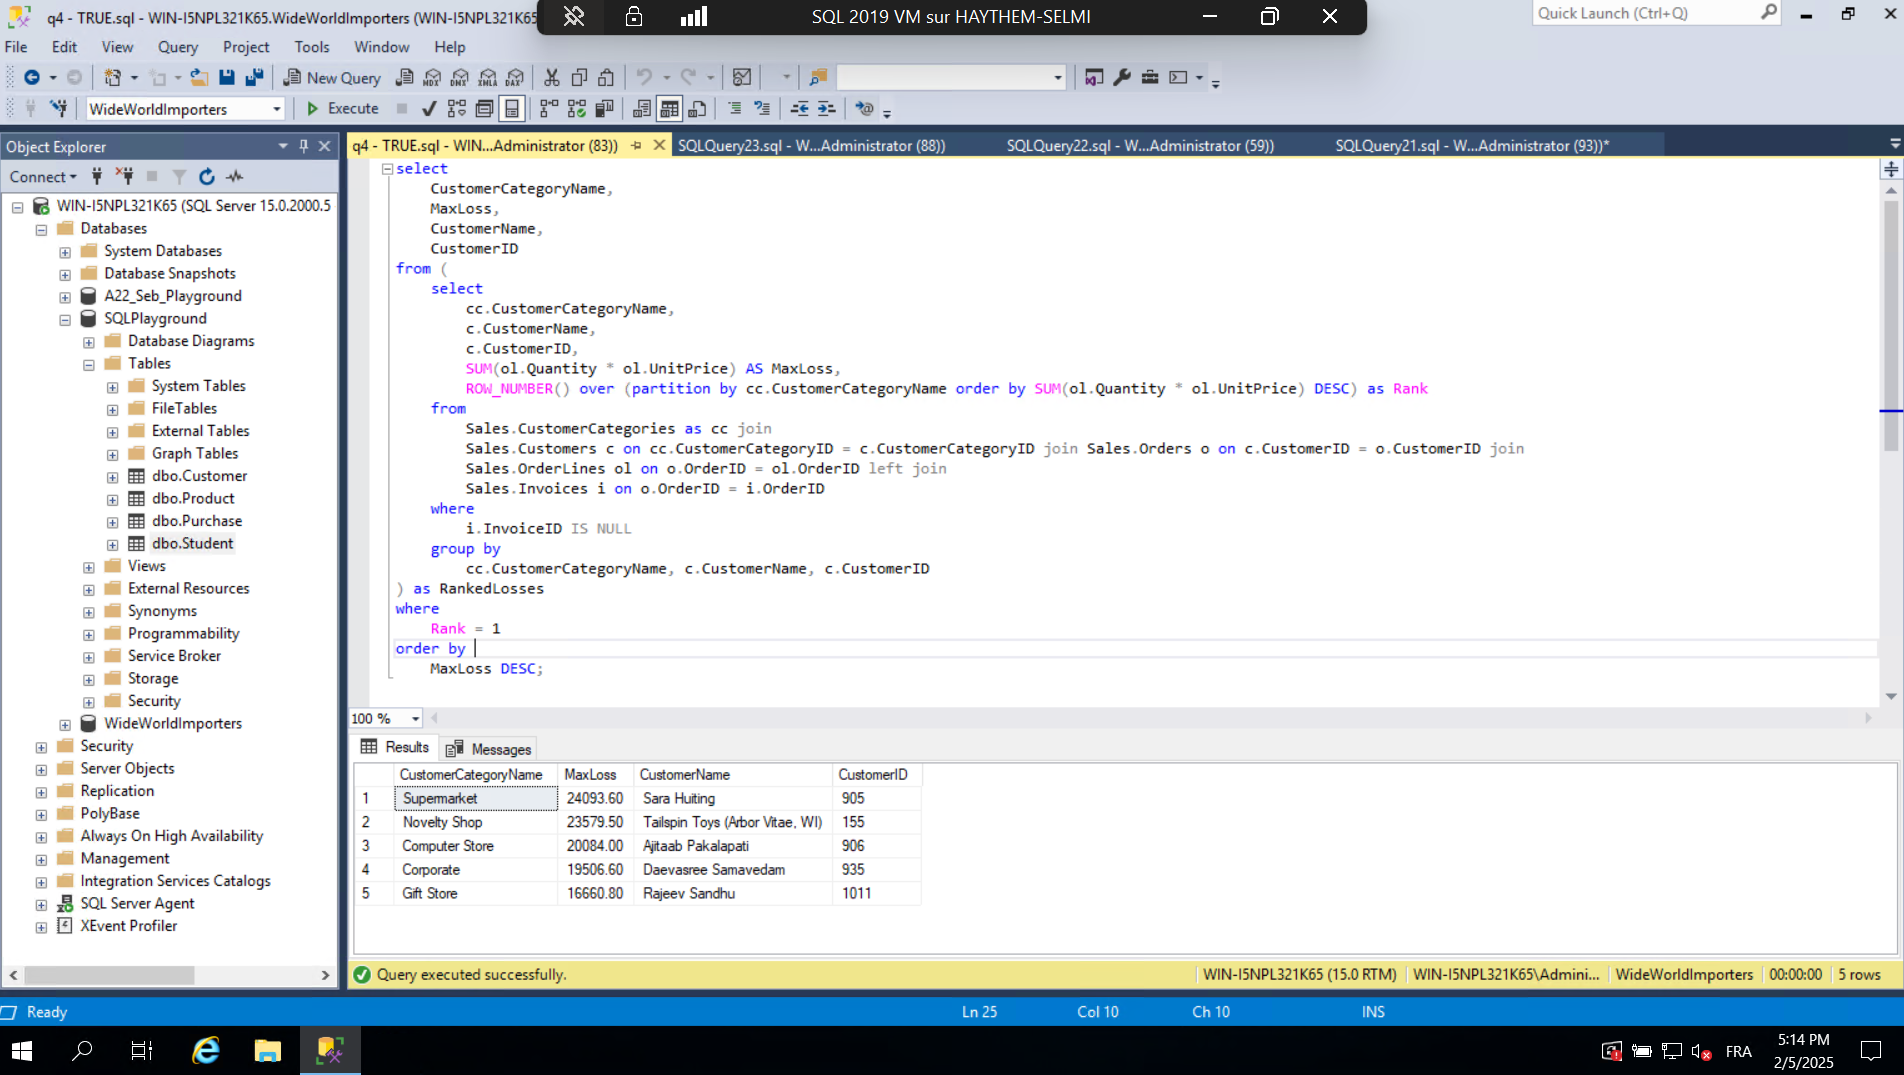 q4 - TRUE.sql - WIN-I5NPL321K65.WideWorldImporters (WIN-I5NPL321K65
SQL 2019 VM sur HAYTHEM-SELMI
Quick Launch (Ctrl+Q)
File Edit View Query Project Tools Window Help
New Query MDX DMX XMLA DAX
WideWorldImporters Execute
Object Explorer
Connect
WIN-I5NPL321K65 (SQL Server 15.0.2000.5
Databases
System Databases
Database Snapshots
A22_Seb_Playground
SQLPlayground
Database Diagrams
Tables
System Tables
FileTables
External Tables
Graph Tables
dbo.Customer
dbo.Product
dbo.Purchase
dbo.Student
Views
External Resources
Synonyms
Programmability
Service Broker
Storage
Security
WideWorldImporters
Security
Server Objects
Replication
PolyBase
Always On High Availability
Management
Integration Services Catalogs
SQL Server Agent
XEvent Profiler
q4 - TRUE.sql - WIN...Administrator (83)) SQLQuery23.sql - W...Administrator (88)) SQLQuery22.sql - W...Administrator (59)) SQLQuery21.sql - W...Administrator (93))*
select
CustomerCategoryName,
MaxLoss,
CustomerName,
CustomerID
from (
select
cc.CustomerCategoryName,
c.CustomerName,
c.CustomerID,
SUM(ol.Quantity * ol.UnitPrice) AS MaxLoss,
ROW_NUMBER() over (partition by cc.CustomerCategoryName order by SUM(ol.Quantity * ol.UnitPrice) DESC) as Rank
from
Sales.CustomerCategories as cc join
Sales.Customers c on cc.CustomerCategoryID = c.CustomerCategoryID join Sales.Orders o on c.CustomerID = o.CustomerID join
Sales.OrderLines ol on o.OrderID = ol.OrderID left join
Sales.Invoices i on o.OrderID = i.OrderID
where
i.InvoiceID IS NULL
group by
cc.CustomerCategoryName, c.CustomerName, c.CustomerID
) as RankedLosses
where
Rank = 1
order by
MaxLoss DESC;
100 %
Results Messages
CustomerCategoryName MaxLoss CustomerName CustomerID
1 Supermarket 24093.60 Sara Huiting 905
2 Novelty Shop 23579.50 Tailspin Toys (Arbor Vitae, WI) 155
3 Computer Store 20084.00 Ajitaab Pakalapati 906
4 Corporate 19506.60 Daevasree Samavedam 935
5 Gift Store 16660.80 Rajeev Sandhu 1011
Query executed successfully. WIN-I5NPL321K65 (15.0 RTM) WIN-I5NPL321K65\Admini... WideWorldImporters 00:00:00 5 rows
Ready Ln 25 Col 10 Ch 10 INS
FRA
5:14 PM
2/5/2025